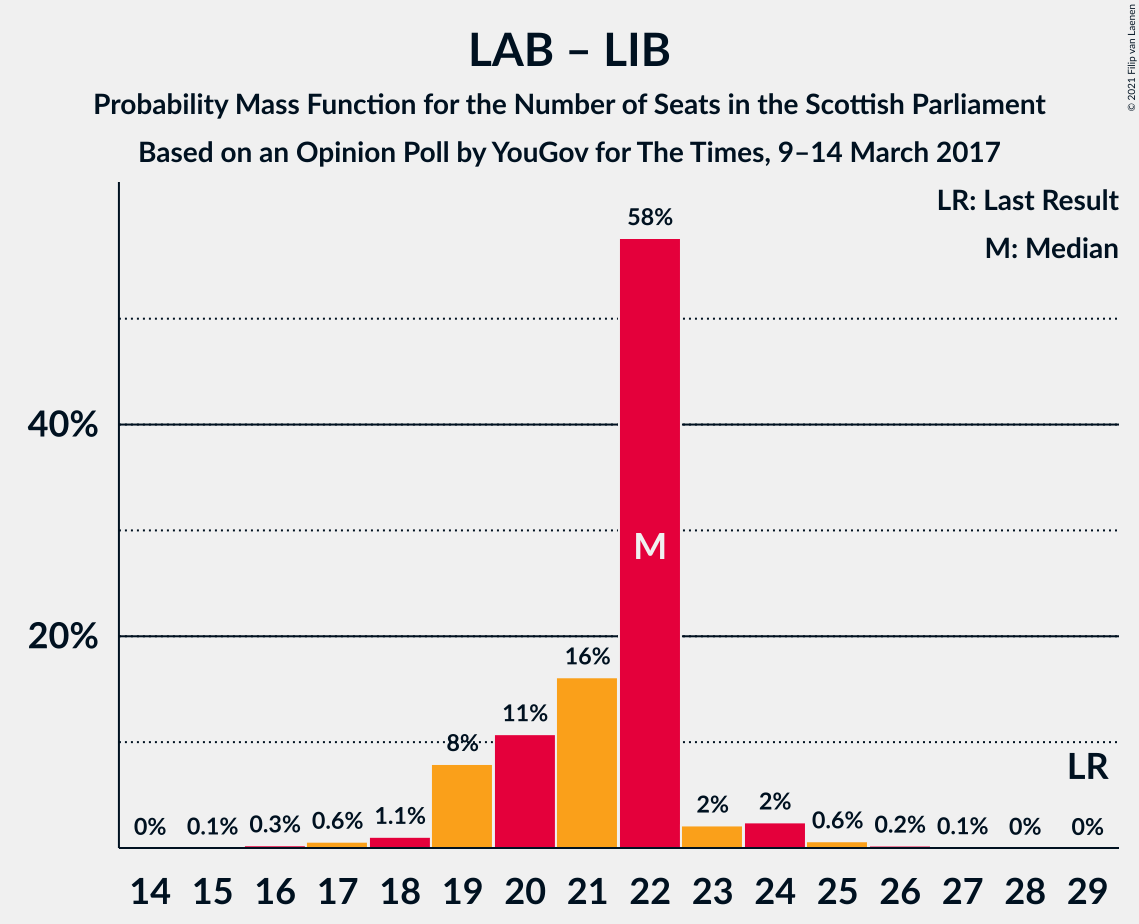 LAB – LIB
Probability Mass Function for the Number of Seats in the Scottish Parliament
Based on an Opinion Poll by YouGov for The Times, 9–14 March 2017
© 2021 Filip van Laenen
LR: Last Result
M: Median
58%
40%
M
20%
16%
11%
8%
LR
0% 0.1% 0.3% 0.6% 1.1% 2% 2% 0.6% 0.2% 0.1% 0% 0%
14 15 16 17 18 19 20 21 22 23 24 25 26 27 28 29